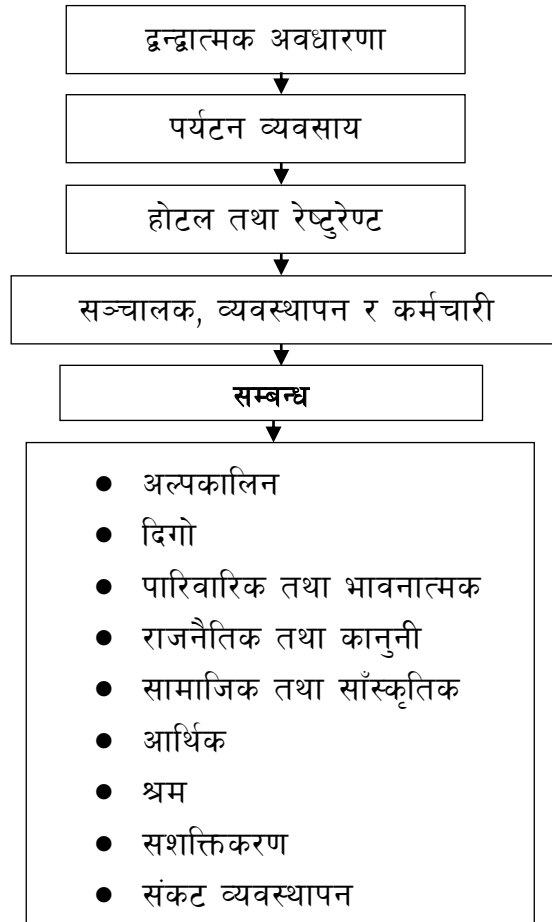 द्वन्द्वात्मक अवधारणा
पर्यटन व्यवसाय
होटल तथा रेष्टुरेण्ट
सञ्चालक, व्यवस्थापन र कर्मचारी
सम्बन्ध
● अल्पकालिन
● दिगो
● पारिवारिक तथा भावनात्मक
● राजनैतिक तथा कानुनी
● सामाजिक तथा साँस्कृतिक
● आर्थिक
● श्रम
● सशक्तिकरण
● संकट व्यवस्थापन